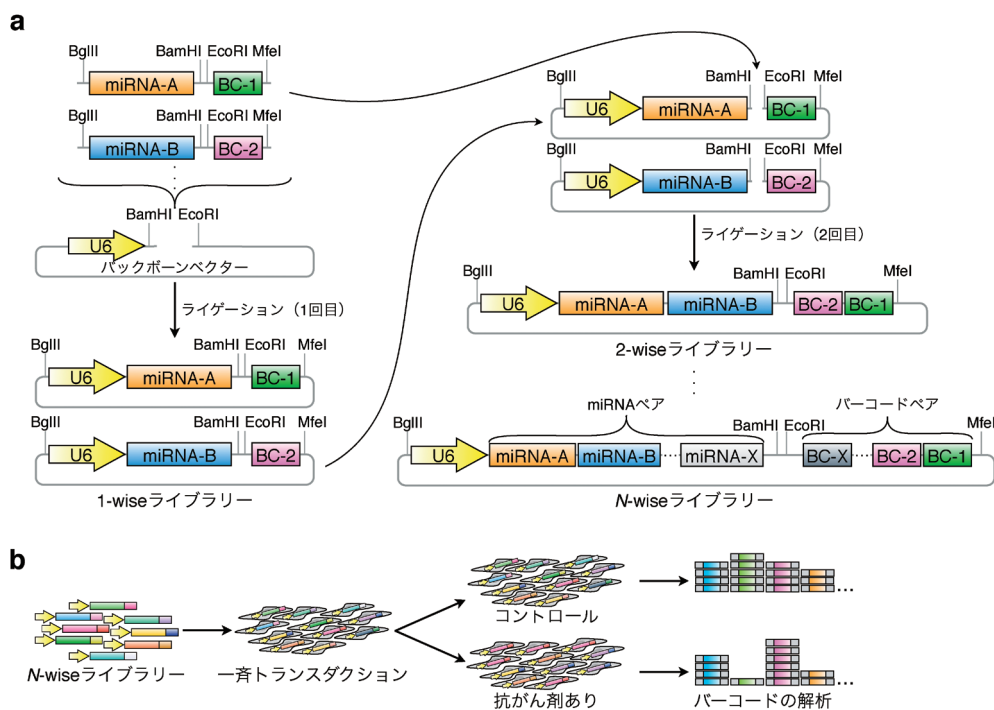 a
BglII BamHI EcoRI MfeI
miRNA-A BC-1
BglII BamHI EcoRI MfeI
miRNA-B BC-2
BamHI EcoRI
U6
バックボーンベクター
ライゲーション（1回目）
BglII BamHI EcoRI MfeI
U6 miRNA-A BC-1
BglII BamHI EcoRI MfeI
U6 miRNA-B BC-2
1-wiseライブラリー
BglII BamHI EcoRI MfeI
U6 miRNA-A BC-1
BglII BamHI EcoRI MfeI
U6 miRNA-B BC-2
ライゲーション（2回目）
BglII BamHI EcoRI MfeI
U6 miRNA-A miRNA-B BC-2 BC-1
2-wiseライブラリー
miRNAペア バーコードペア
BglII BamHI EcoRI MfeI
U6 miRNA-A miRNA-B miRNA-X BC-X BC-2 BC-1
N-wiseライブラリー
b
N-wiseライブラリー
一斉トランスダクション
コントロール
抗がん剤あり
バーコードの解析